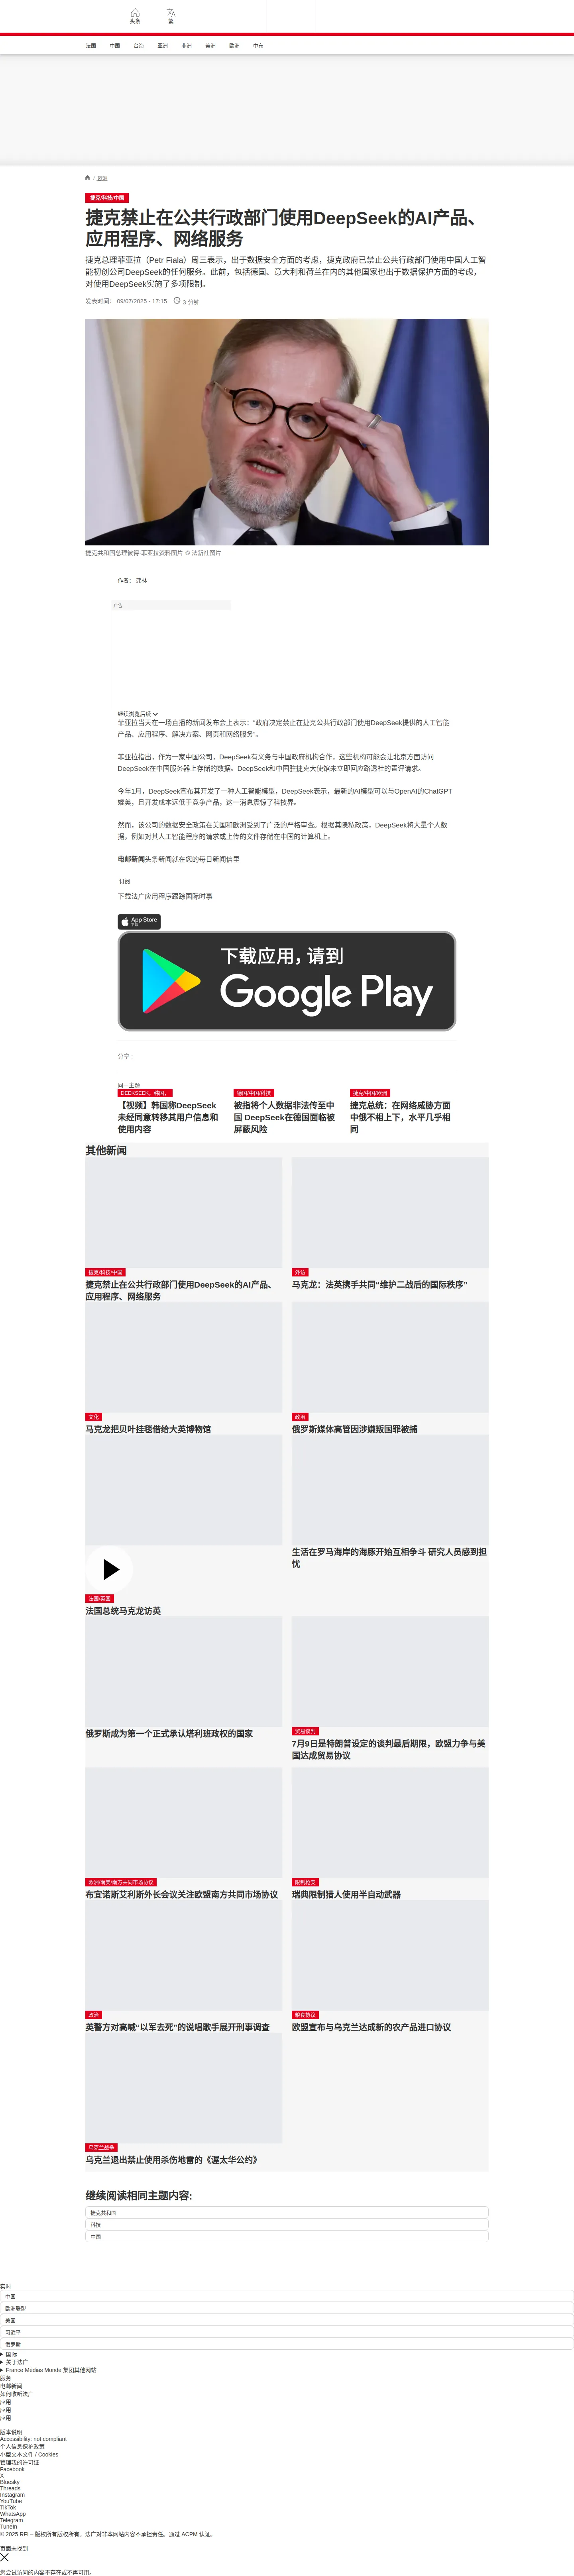 头条
繁
法国 中国 台海 亚洲 非洲 美洲 欧洲 中东
/ 欧洲
捷克/科技/中国
捷克禁止在公共行政部门使用DeepSeek的AI产品、
应用程序、网络服务
捷克总理菲亚拉（Petr Fiala）周三表示，出于数据安全方面的考虑，捷克政府已禁止公共行政部门使用中国人工智
能初创公司DeepSeek的任何服务。此前，包括德国、意大利和荷兰在内的其他国家也出于数据保护方面的考虑，
对使用DeepSeek实施了多项限制。
发表时间： 09/07/2025 - 17:15 3 分钟
捷克共和国总理彼得·菲亚拉资料图片 © 法新社图片
作者： 弗林
广告
继续浏览后续
菲亚拉当天在一场直播的新闻发布会上表示：“政府决定禁止在捷克公共行政部门使用DeepSeek提供的人工智能
产品、应用程序、解决方案、网页和网络服务”。
菲亚拉指出，作为一家中国公司，DeepSeek有义务与中国政府机构合作，这些机构可能会让北京方面访问
DeepSeek在中国服务器上存储的数据。DeepSeek和中国驻捷克大使馆未立即回应路透社的置评请求。
今年1月，DeepSeek宣布其开发了一种人工智能模型，DeepSeek表示，最新的AI模型可以与OpenAI的ChatGPT
媲美，且开发成本远低于竞争产品，这一消息震惊了科技界。
然而，该公司的数据安全政策在美国和欧洲受到了广泛的严格审查。根据其隐私政策，DeepSeek将大量个人数
据，例如对其人工智能程序的请求或上传的文件存储在中国的计算机上。
电邮新闻头条新闻就在您的每日新闻信里
订阅
下载法广应用程序跟踪国际时事
App Store
下载
下载应用，请到
Google Play
分享 :
同一主题
DEEKSEEK，韩国，
【视频】韩国称DeepSeek
未经同意转移其用户信息和
使用内容
德国/中国/科技
被指将个人数据非法传至中
国 DeepSeek在德国面临被
屏蔽风险
捷克/中国/欧洲
捷克总统：在网络威胁方面
中俄不相上下，水平几乎相
同
其他新闻
捷克/科技/中国
捷克禁止在公共行政部门使用DeepSeek的AI产品、
应用程序、网络服务
外访
马克龙：法英携手共同“维护二战后的国际秩序”
文化
马克龙把贝叶挂毯借给大英博物馆
政治
俄罗斯媒体高管因涉嫌叛国罪被捕
法国/英国
法国总统马克龙访英
生活在罗马海岸的海豚开始互相争斗 研究人员感到担
忧
俄罗斯成为第一个正式承认塔利班政权的国家
贸易谈判
7月9日是特朗普设定的谈判最后期限，欧盟力争与美
国达成贸易协议
欧洲/南美/南方共同市场协议
布宜诺斯艾利斯外长会议关注欧盟南方共同市场协议
限制枪支
瑞典限制猎人使用半自动武器
政治
英警方对高喊“以军去死”的说唱歌手展开刑事调查
粮食协议
欧盟宣布与乌克兰达成新的农产品进口协议
乌克兰战争
乌克兰退出禁止使用杀伤地雷的《渥太华公约》
继续阅读相同主题内容:
捷克共和国
科技
中国
实时
中国
欧洲联盟
美国
习近平
俄罗斯
国际
关于法广
France Médias Monde 集团其他网站
服务
电邮新闻
如何收听法广
应用
应用
应用
版本说明
Accessibility: not compliant
个人信息保护政策
小型文本文件 / Cookies
管理我的许可证
Facebook
X
Bluesky
Threads
Instagram
YouTube
TikTok
WhatsApp
Telegram
TuneIn
© 2025 RFI – 版权所有版权所有。法广对非本网站内容不承担责任。通过 ACPM 认证。
页面未找到
您尝试访问的内容不存在或不再可用。